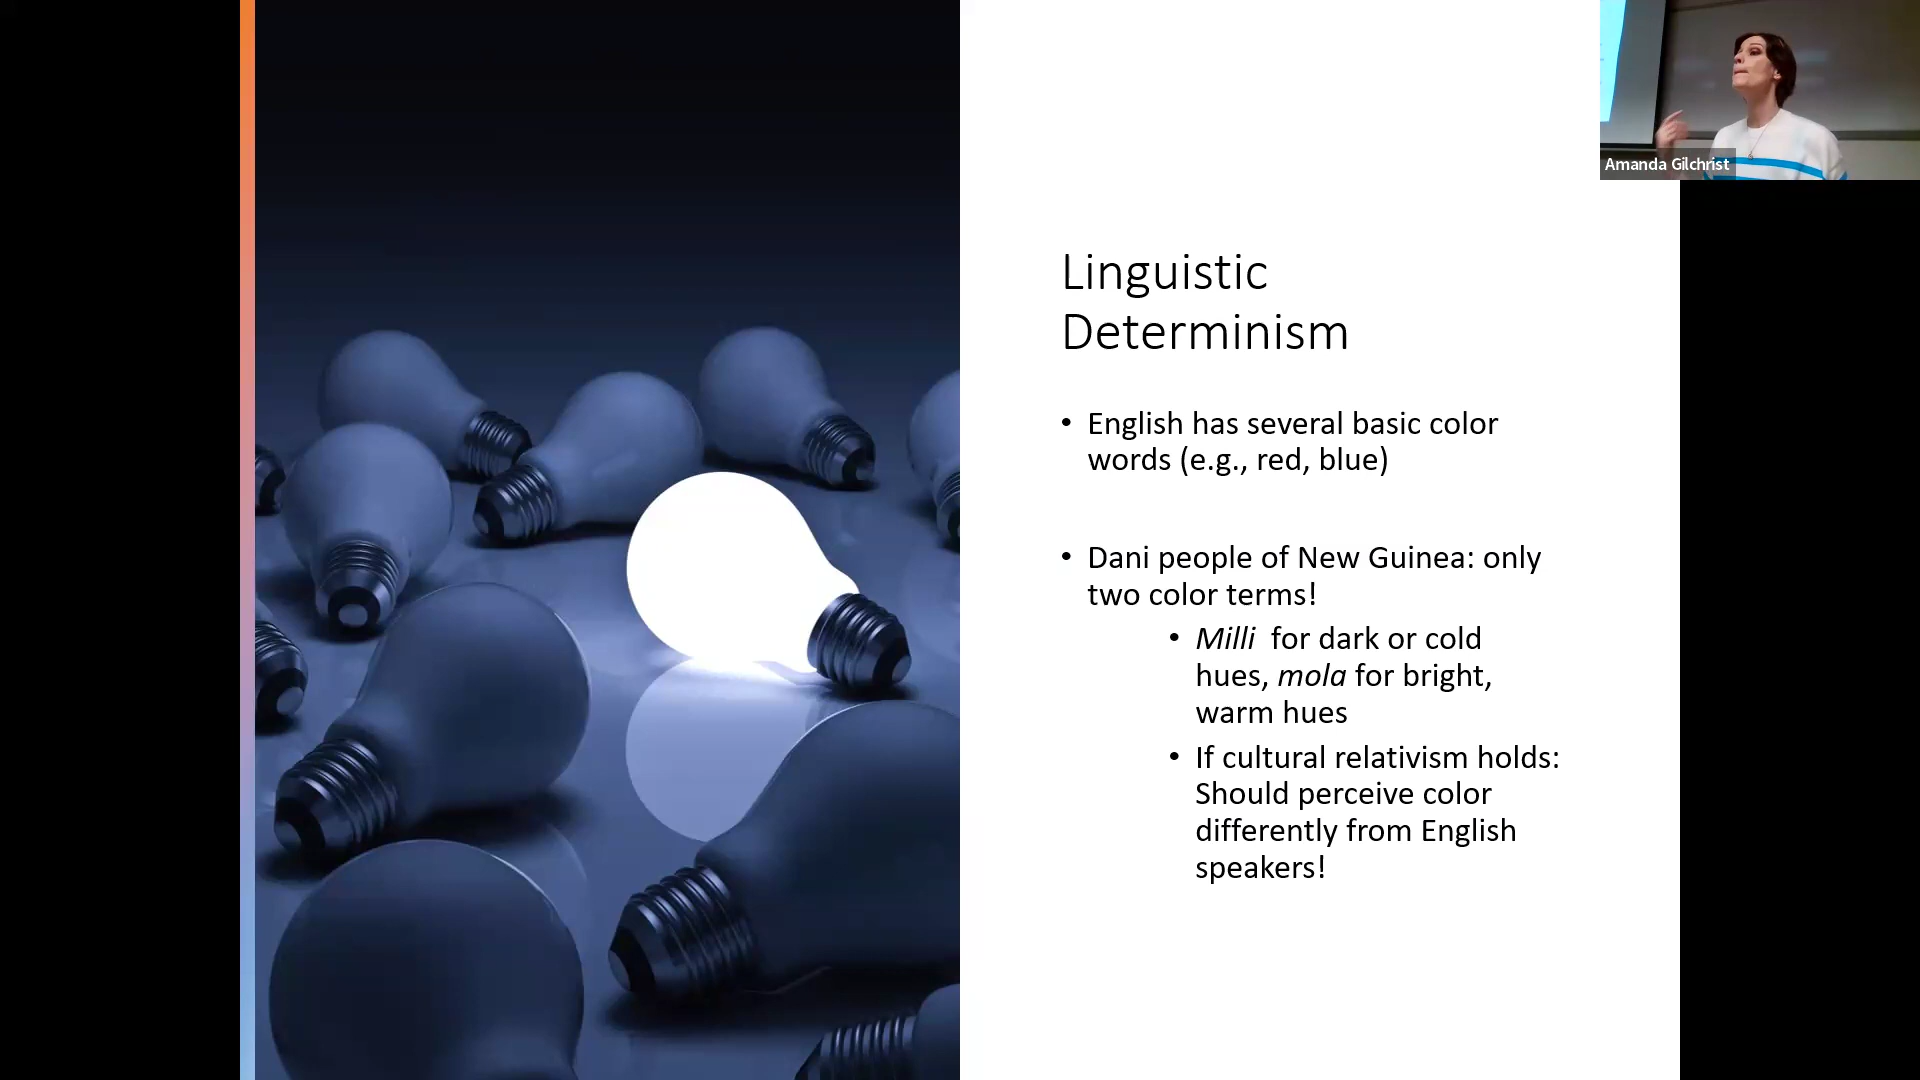 Amanda Gilchrist
Linguistic
Determinism
• English has several basic color
words (e.g., red, blue)
• Dani people of New Guinea: only
two color terms!
• Milli for dark or cold
hues, mola for bright,
warm hues
• If cultural relativism holds:
Should perceive color
differently from English
speakers!